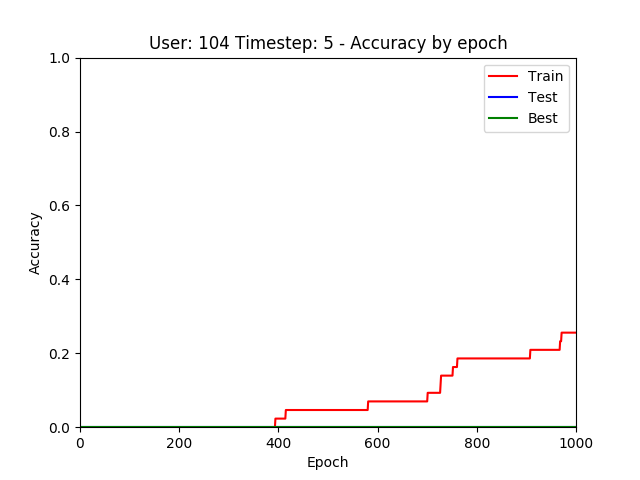 User: 104 Timestep: 5 - Accuracy by epoch
1.0
0.8
0.6
0.4
0.2
0.0
Accuracy
Train
Test
Best
0 200 400 600 800 1000
Epoch